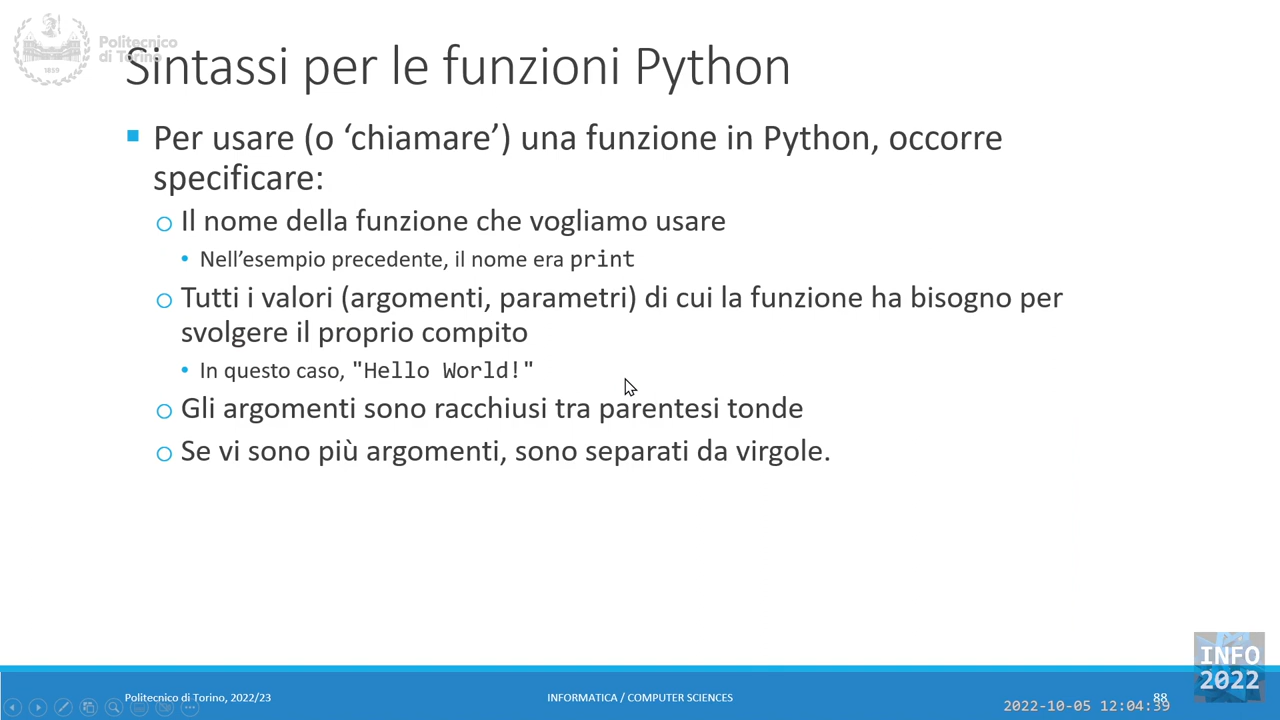 Politecnico
di Torino
1859
Sintassi per le funzioni Python
Per usare (o ‘chiamare’) una funzione in Python, occorre
specificare:
Il nome della funzione che vogliamo usare
Nell’esempio precedente, il nome era print
Tutti i valori (argomenti, parametri) di cui la funzione ha bisogno per
svolgere il proprio compito
In questo caso, "Hello World!"
Gli argomenti sono racchiusi tra parentesi tonde
Se vi sono più argomenti, sono separati da virgole.
INFO
2022
Politecnico di Torino, 2022/23
INFORMATICA / COMPUTER SCIENCES
88
2022-10-05 12:04:39